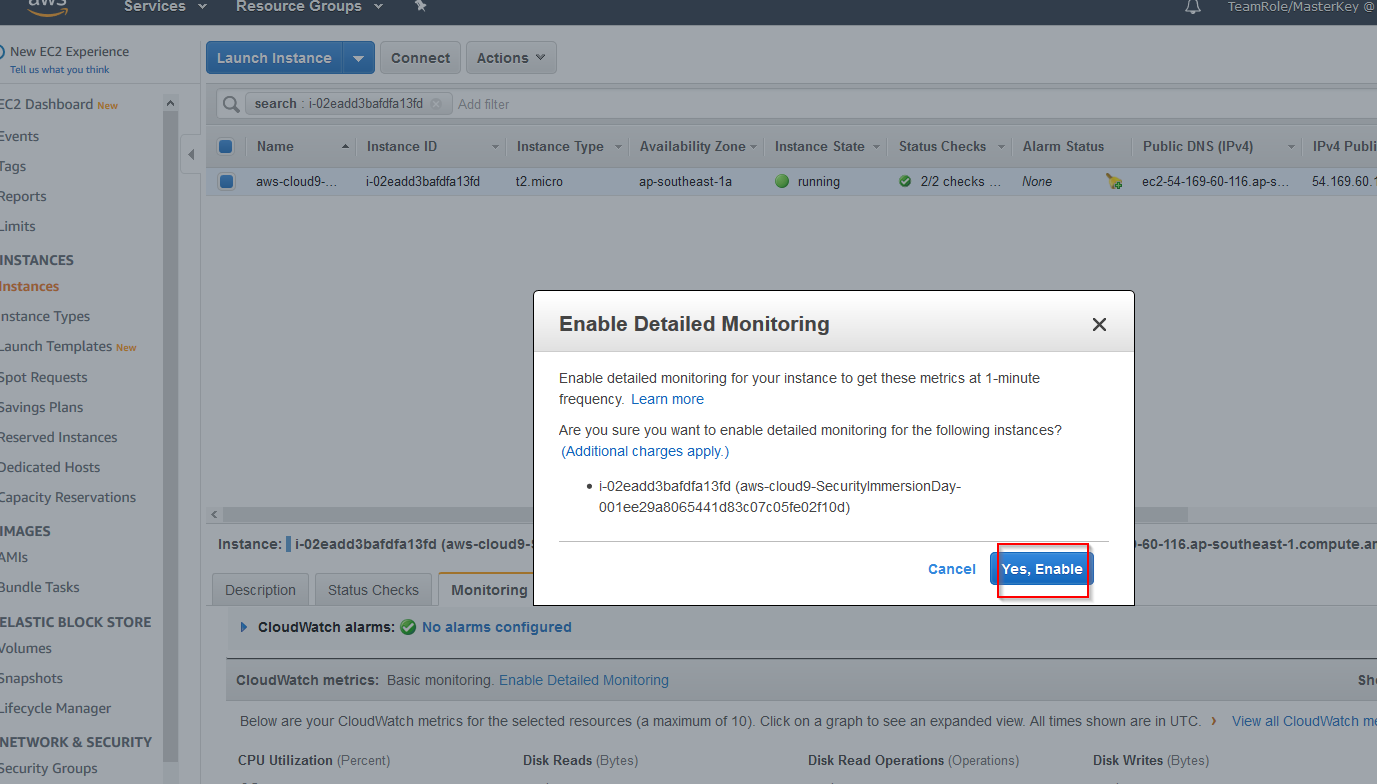 aws
Services
Resource Groups
TeamRole/MasterKey @
New EC2 Experience
Tell us what you think
Launch Instance
Connect
Actions
search : i-02eadd3bafdfa13fd
Add filter
EC2 Dashboard New
Events
Tags
Reports
Limits
INSTANCES
Instances
Instance Types
Launch Templates New
Spot Requests
Savings Plans
Reserved Instances
Dedicated Hosts
Capacity Reservations
IMAGES
AMIs
Bundle Tasks
ELASTIC BLOCK STORE
Volumes
Snapshots
Lifecycle Manager
NETWORK & SECURITY
Security Groups
Name Instance ID Instance Type Availability Zone Instance State Status Checks Alarm Status Public DNS (IPv4) IPv4 Publi
aws-cloud9-... i-02eadd3bafdfa13fd t2.micro ap-southeast-1a running 2/2 checks ... None ec2-54-169-60-116.ap-s... 54.169.60.1
Enable Detailed Monitoring
Enable detailed monitoring for your instance to get these metrics at 1-minute
frequency. Learn more
Are you sure you want to enable detailed monitoring for the following instances?
(Additional charges apply.)
• i-02eadd3bafdfa13fd (aws-cloud9-SecurityImmersionDay-
001ee29a8065441d83c07c05fe02f10d)
Cancel
Yes, Enable
Instance: i-02eadd3bafdfa13fd (aws-cloud9-S
0-60-116.ap-southeast-1.compute.am
Description
Status Checks
Monitoring
CloudWatch alarms: No alarms configured
CloudWatch metrics: Basic monitoring. Enable Detailed Monitoring
Sho
Below are your CloudWatch metrics for the selected resources (a maximum of 10). Click on a graph to see an expanded view. All times shown are in UTC. › View all CloudWatch me
CPU Utilization (Percent)
Disk Reads (Bytes)
Disk Read Operations (Operations)
Disk Writes (Bytes)